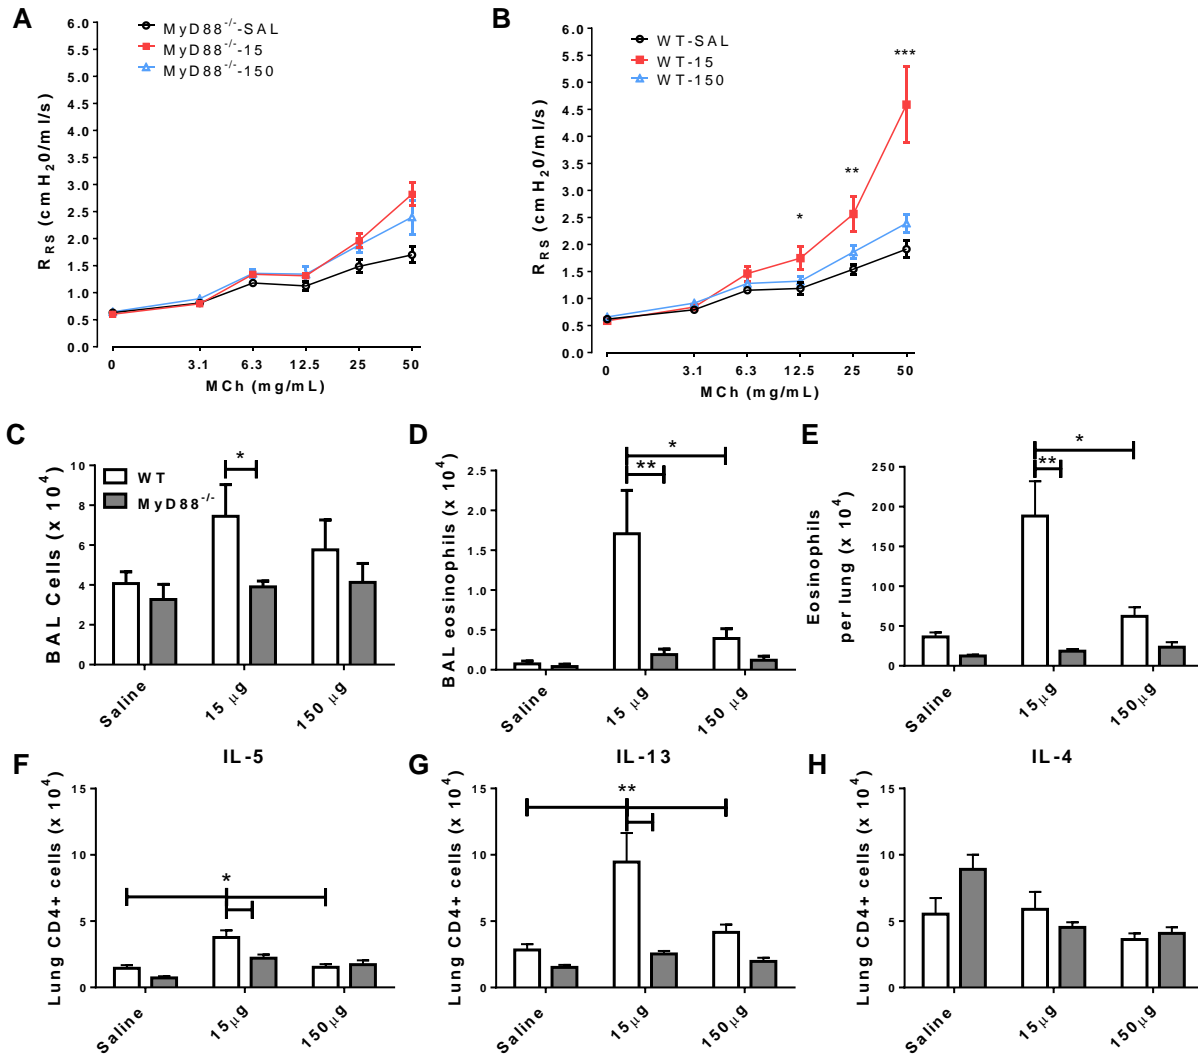 A
MyD88-/--SAL
MyD88-/--15
MyD88-/--150
6.0
5.5
5.0
4.5
4.0
3.5
3.0
2.5
2.0
1.5
1.0
0.5
0.0
RRS (cm H20/ml/s)
0 3.1 6.3 12.5 25 50
MCh (mg/mL)
B
WT-SAL
WT-15
WT-150
* ** ***
6.0
5.5
5.0
4.5
4.0
3.5
3.0
2.5
2.0
1.5
1.0
0.5
0.0
RRS (cm H20/ml/s)
0 3.1 6.3 12.5 25 50
MCh (mg/mL)
C
WT
MyD88-/-
*
10
8
6
4
2
0
BAL Cells (x 10^4)
Saline 15 μg 150 μg
D
*
**
2.5
2.0
1.5
1.0
0.5
0.0
BAL eosinophils (x 10^4)
Saline 15 μg 150 μg
E
*
**
250
200
150
100
50
0
Eosinophils
per lung (x 10^4)
Saline 15 μg 150 μg
F
IL-5
*
15
10
5
0
Lung CD4+ cells (x 10^4)
Saline 15μg 150μg
G
IL-13
**
15
10
5
0
Lung CD4+ cells (x 10^4)
Saline 15μg 150μg
H
IL-4
15
10
5
0
Lung CD4+ cells (x 10^4)
Saline 15μg 150μg